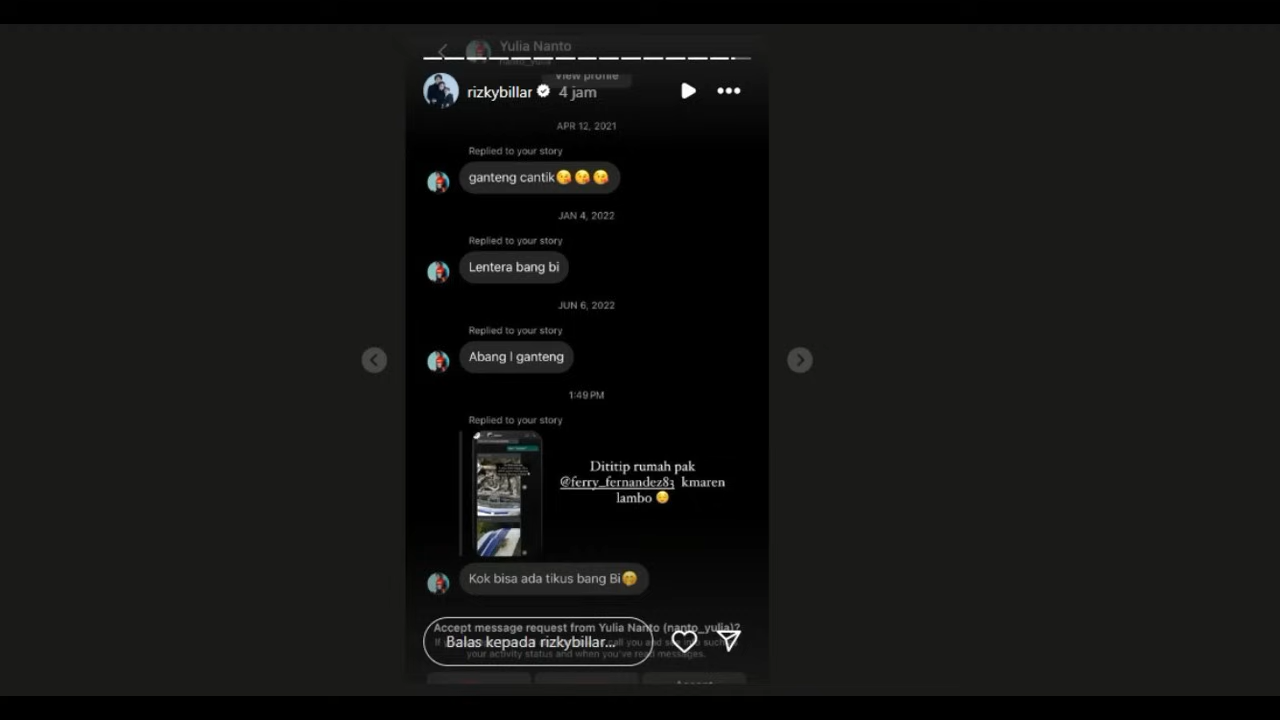 Yulia Nanto
View profile
rizkybillar 4 jam
APR 12, 2021
Replied to your story
ganteng cantik😘😘😘
JAN 4, 2022
Replied to your story
Lentera bang bi
JUN 6, 2022
Replied to your story
Abang l ganteng
1:49 PM
Replied to your story
Dititip rumah pak
@ferry_fernandez83 kmaren
lambo 😥
Kok bisa ada tikus bang Bi🤭
Accept message request from Yulia Nanto (nanto_yulia)?
Balas kepada rizkybillar...
your activity status and when you've read messages.
Accept